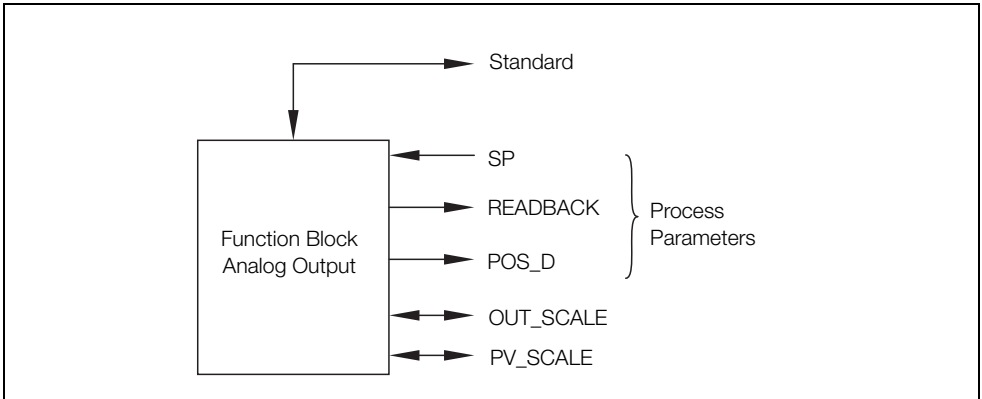 Standard
SP
READBACK
POS_D
Process
Parameters
Function Block
Analog Output
OUT_SCALE
PV_SCALE